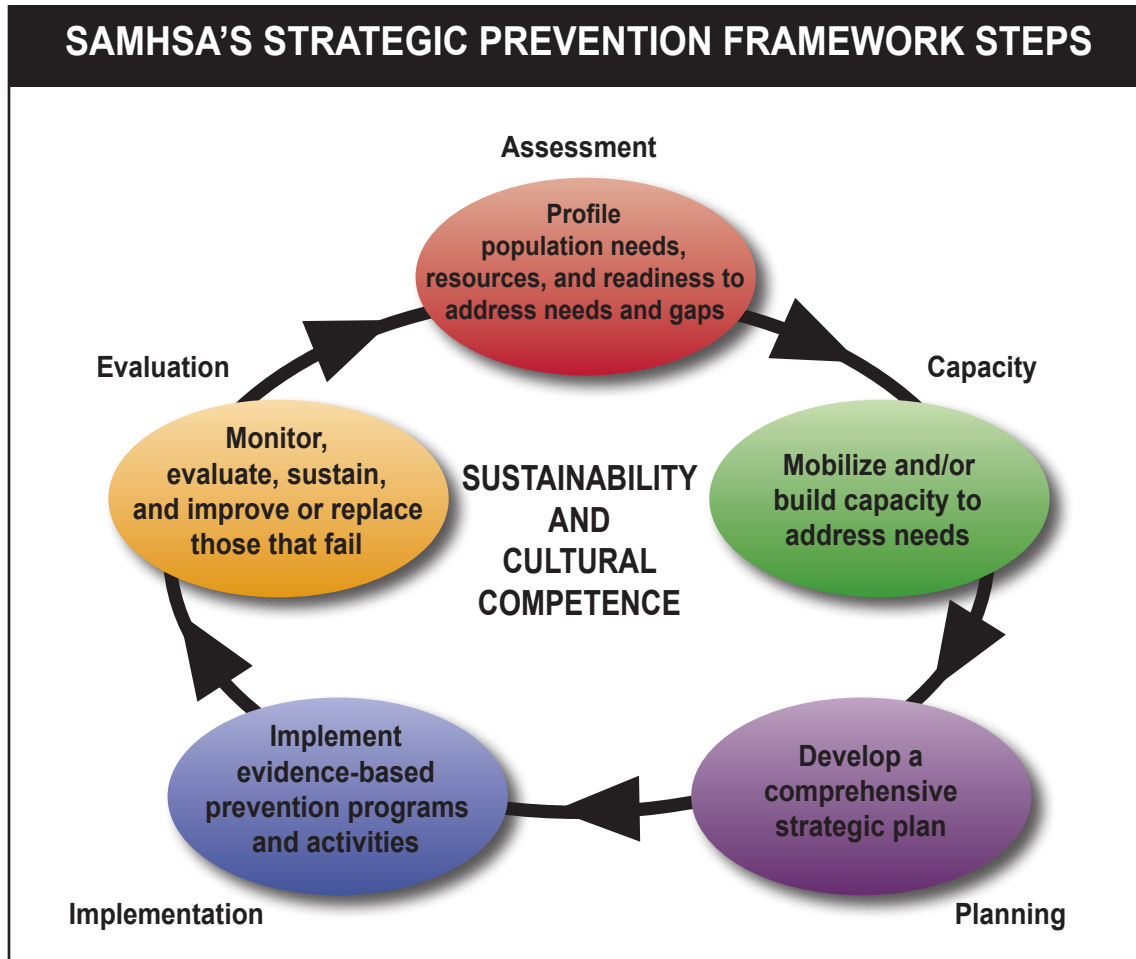 SAMHSA'S STRATEGIC PREVENTION FRAMEWORK STEPS
Assessment
Profile
population needs,
resources, and readiness to
address needs and gaps
Evaluation
Capacity
Monitor,
evaluate, sustain,
and improve or replace
those that fail
SUSTAINABILITY
AND
CULTURAL
COMPETENCE
Mobilize and/or
build capacity to
address needs
Implement
evidence-based
prevention programs
and activities
Develop a
comprehensive
strategic plan
Implementation
Planning